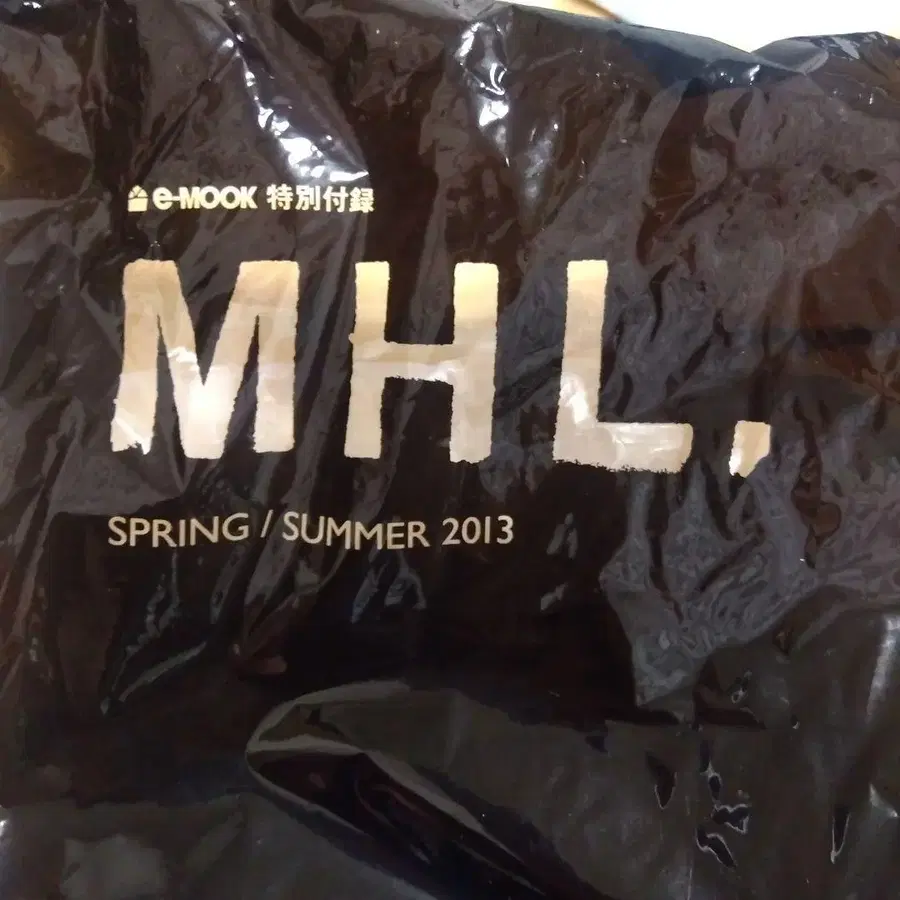 e-MOOK 特別付録
MHL.
SPRING / SUMMER 2013